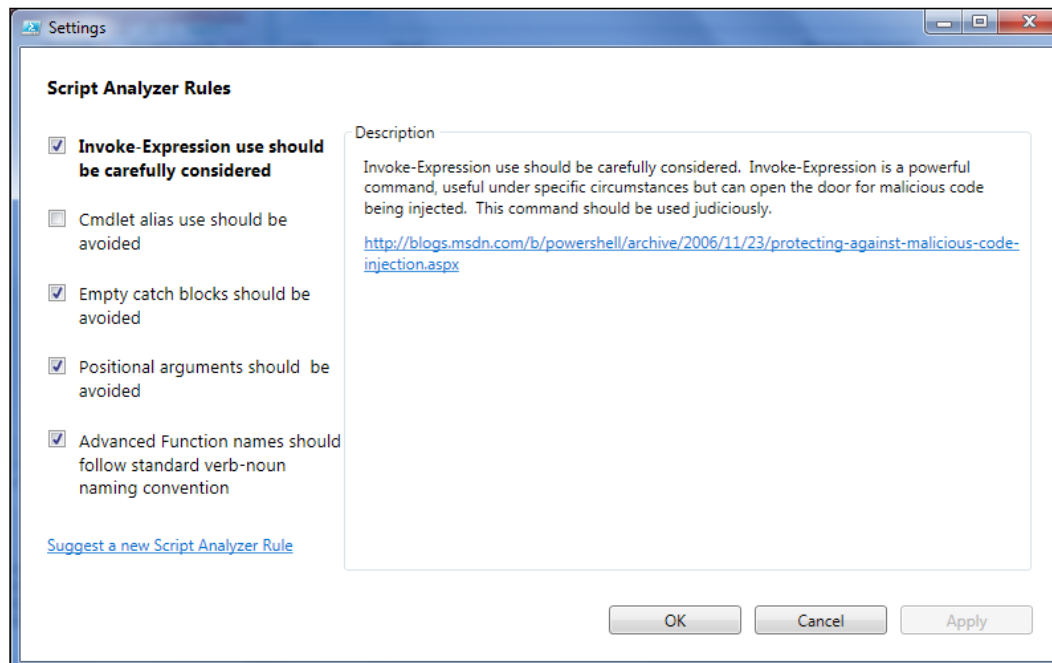 Settings
Script Analyzer Rules
Invoke-Expression use should
be carefully considered
Cmdlet alias use should be
avoided
Empty catch blocks should be
avoided
Positional arguments should  be
avoided
Advanced Function names should
follow standard verb-noun
naming convention
Suggest a new Script Analyzer Rule
Description
Invoke-Expression use should be carefully considered.  Invoke-Expression is a powerful
command, useful under specific circumstances but can open the door for malicious code
being injected.  This command should be used judiciously.
http://blogs.msdn.com/b/powershell/archive/2006/11/23/protecting-against-malicious-code-
injection.aspx
OK
Cancel
Apply